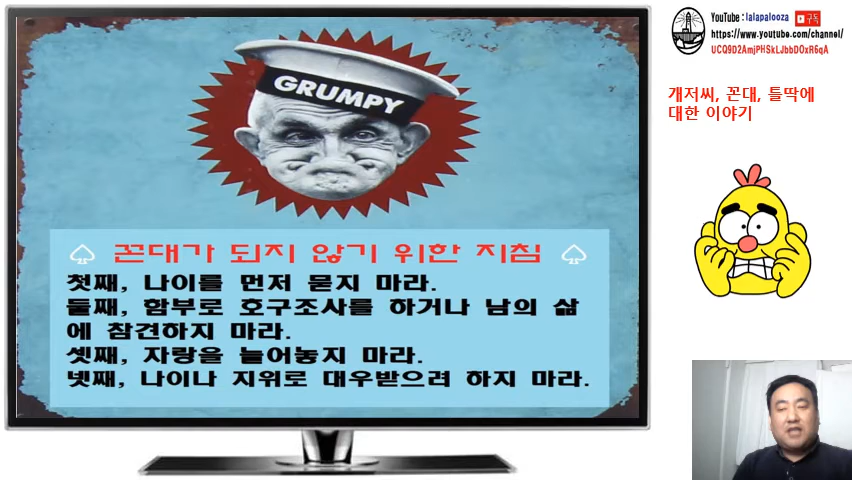 GRUMPY
♤ 꼰대가 되지 않기 위한 지침 ♤
첫째, 나이를 먼저 묻지 마라.
둘째, 함부로 호구조사를 하거나 남의 삶
에 참견하지 마라.
셋째, 자랑을 늘어놓지 마라.
넷째, 나이나 지위로 대우받으려 하지 마라.
YouTube : lalapalooza 구독
https://www.youtube.com/channel/
UCQ9D2AmjPHSkLJbbDOxR6qA
개저씨, 꼰대, 틀딱에
대한 이야기